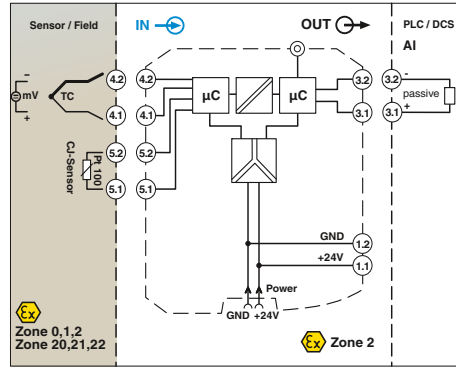 Sensor / Field
IN
OUT
PLC / DCS
AI
4.2
4.2
µC
µC
3.2
3.2
-
-
mV
TC
passive
+
4.1
4.1
3.1
3.1
+
CJ-Sensor
Pt 100
5.2
5.2
5.1
5.1
GND
1.2
+24V
1.1
Power
GND +24V
Ex
Zone 0,1,2
Zone 20,21,22
Ex
Zone 2